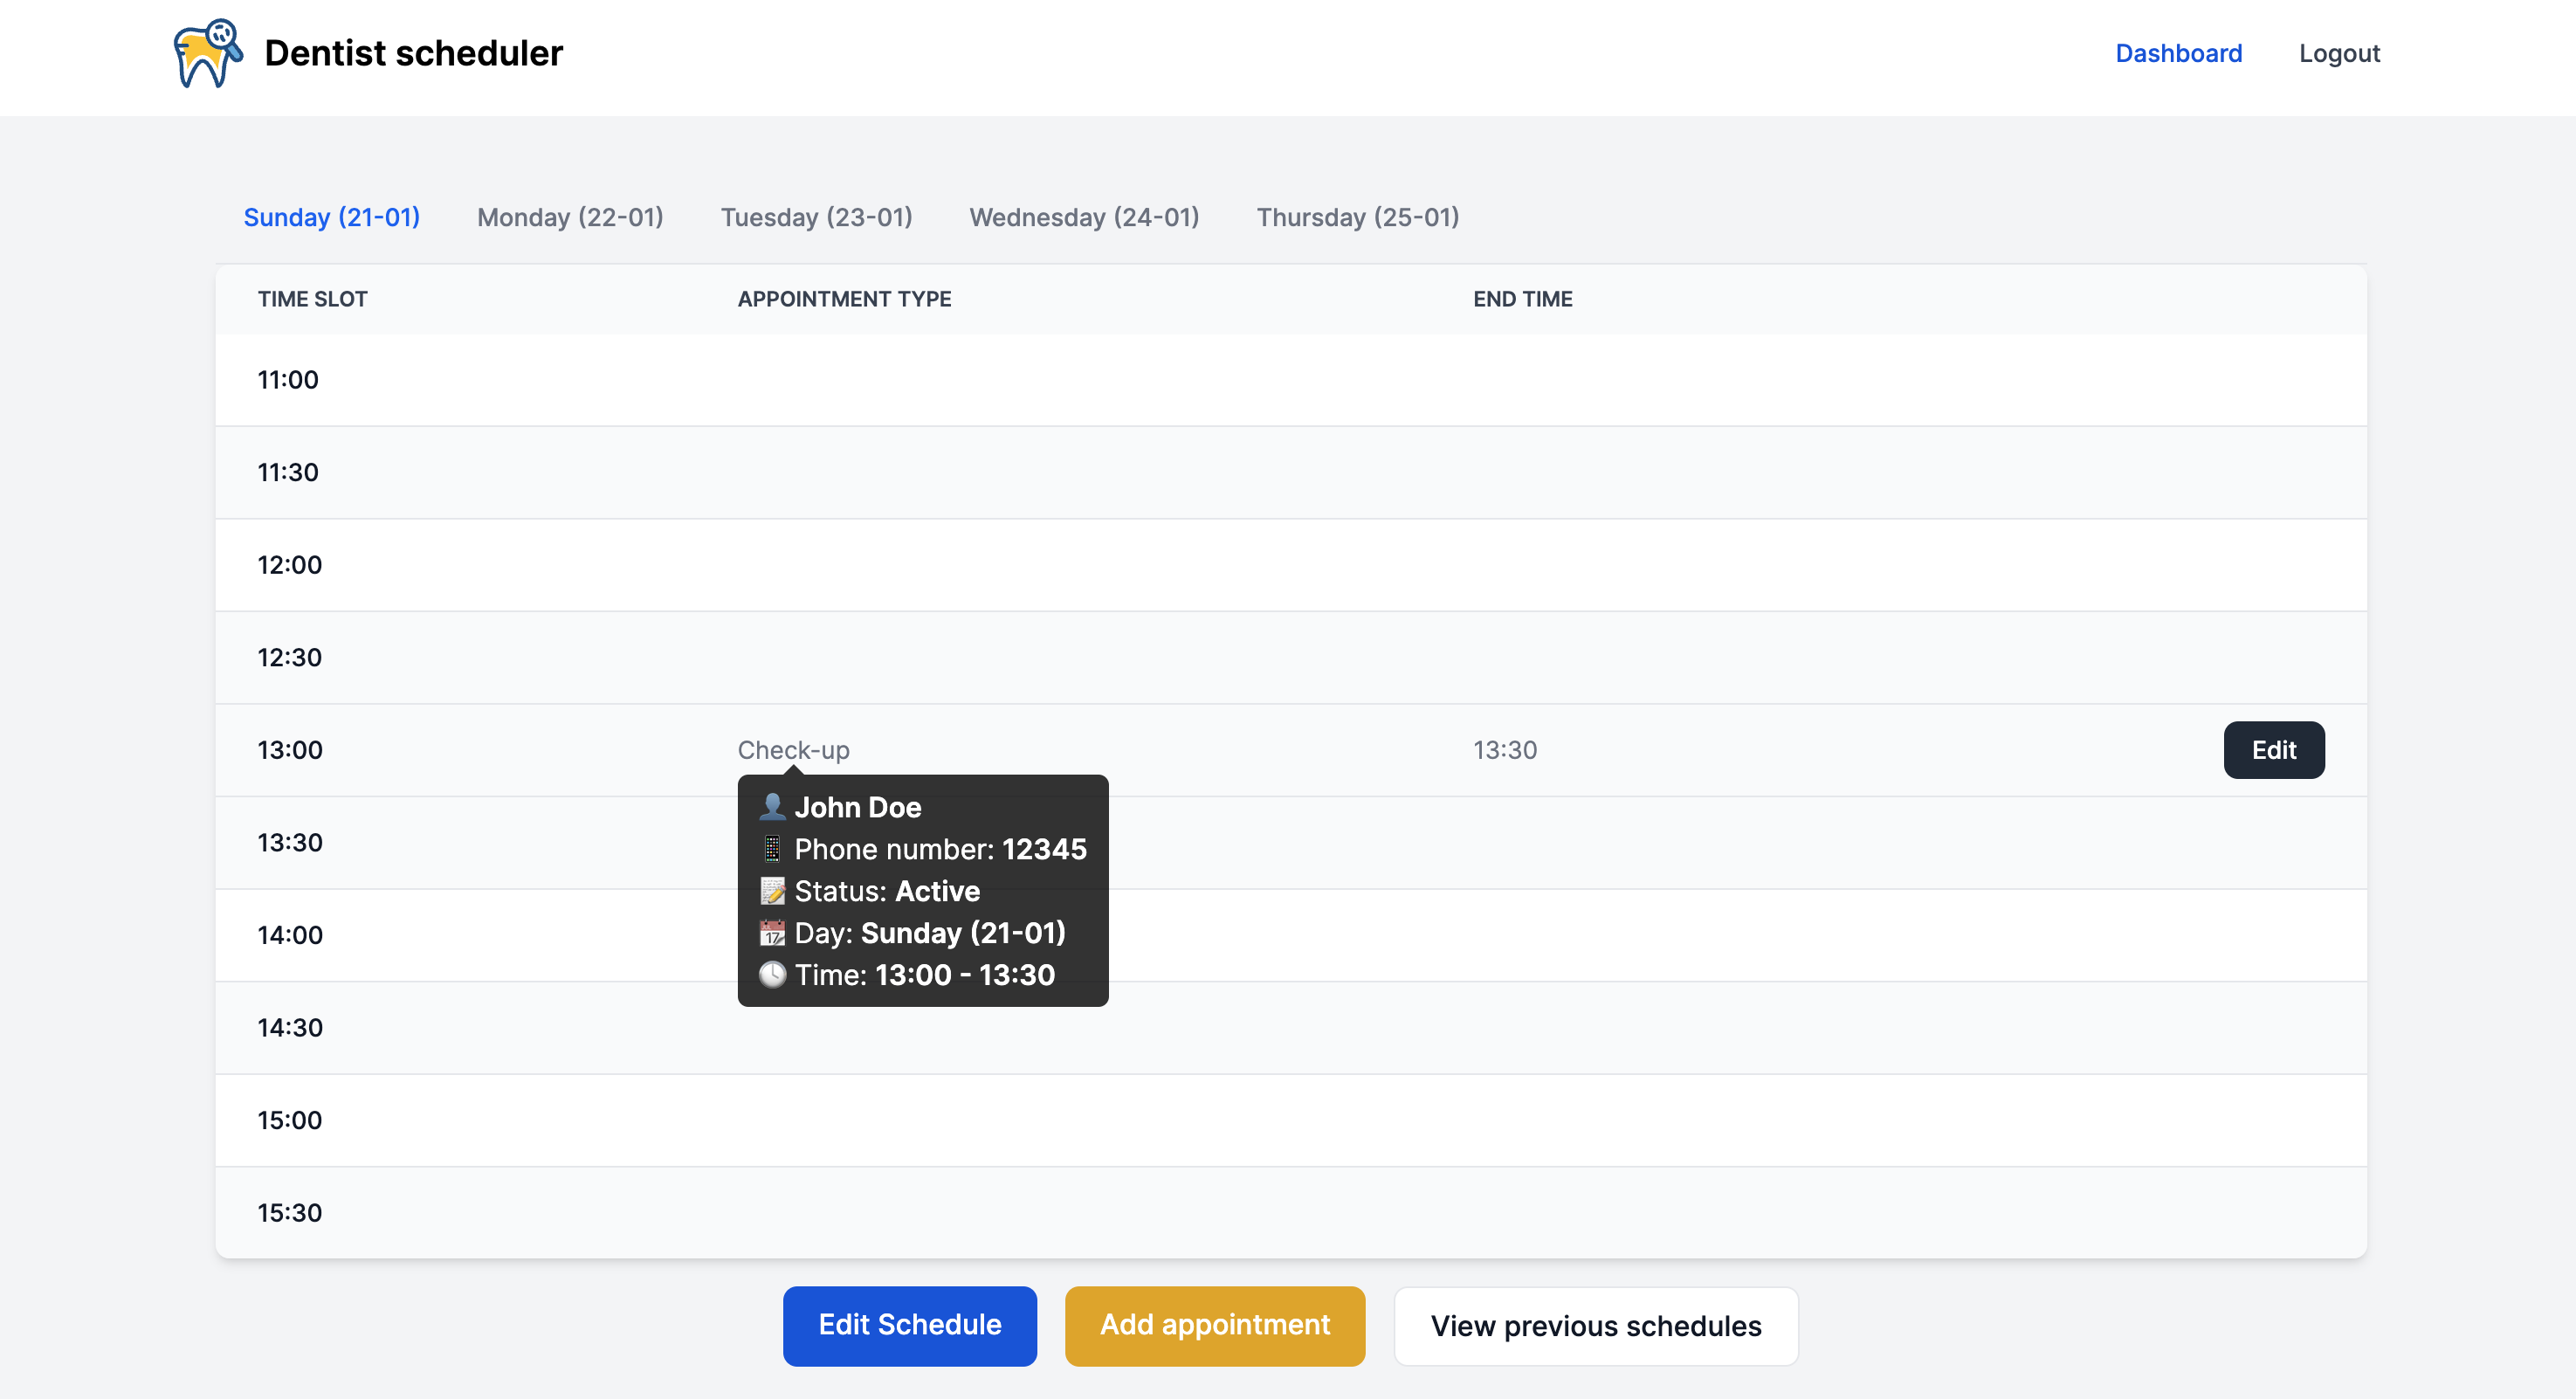 Dentist scheduler
Dashboard Logout
Sunday (21-01) Monday (22-01) Tuesday (23-01) Wednesday (24-01) Thursday (25-01)
TIME SLOT APPOINTMENT TYPE END TIME
11:00
11:30
12:00
12:30
13:00 Check-up 13:30 Edit
John Doe
Phone number: 12345
Status: Active
Day: Sunday (21-01)
Time: 13:00 - 13:30
13:30
14:00
14:30
15:00
15:30
Edit Schedule Add appointment View previous schedules